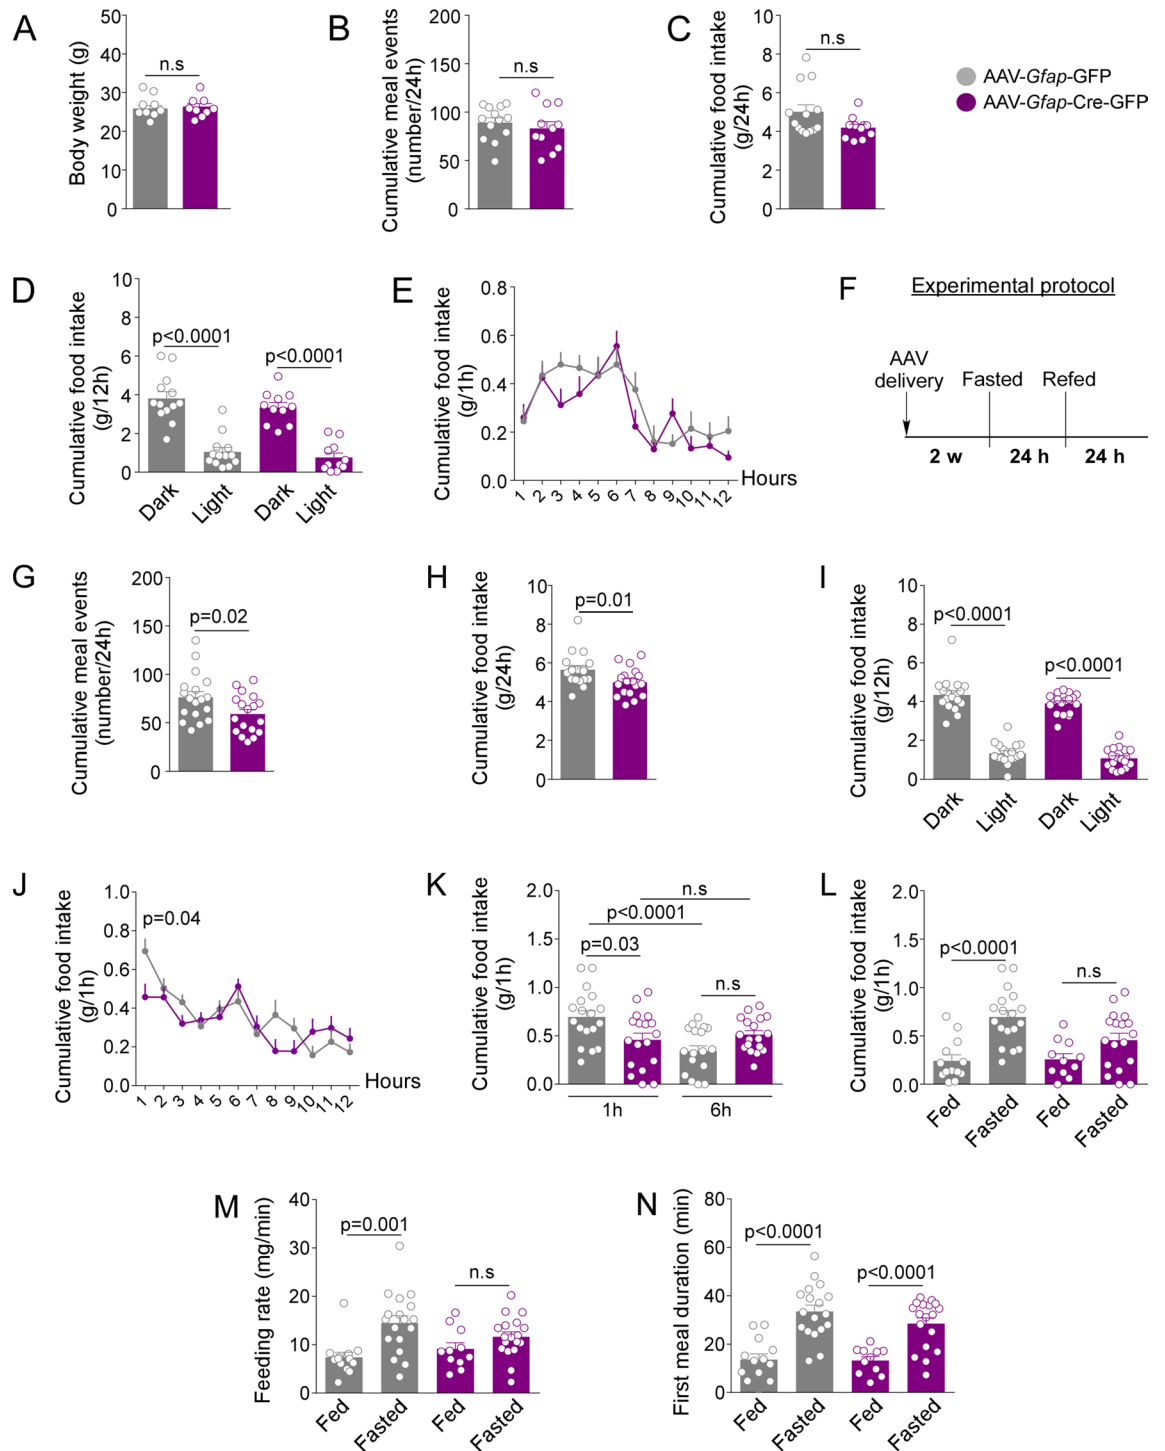 A
Body weight (g)
50
40
30
20
10
0
n.s
B
Cumulative meal events
(number/24h)
200
150
100
50
0
n.s
C
Cumulative food intake
(g/24h)
10
8
6
4
2
0
n.s
AAV-Gfap-GFP
AAV-Gfap-Cre-GFP
D
Cumulative food intake
(g/12h)
10
8
6
4
2
0
p<0.0001
p<0.0001
Dark
Light
Dark
Light
E
Cumulative food intake
(g/1h)
0.8
0.6
0.4
0.2
0.0
1 2 3 4 5 6 7 8 9 10 11 12
Hours
F
Experimental protocol
AAV
delivery
Fasted
Refed
2 w
24 h
24 h
G
Cumulative meal events
(number/24h)
200
150
100
50
0
p=0.02
H
Cumulative food intake
(g/24h)
10
8
6
4
2
0
p=0.01
I
Cumulative food intake
(g/12h)
10
8
6
4
2
0
p<0.0001
p<0.0001
Dark
Light
Dark
Light
J
Cumulative food intake
(g/1h)
1.0
0.8
0.6
0.4
0.2
0.0
p=0.04
1 2 3 4 5 6 7 8 9 10 11 12
Hours
K
Cumulative food intake
(g/1h)
2.0
1.5
1.0
0.5
0.0
n.s
p<0.0001
p=0.03
n.s
1h
6h
L
Cumulative food intake
(g/1h)
2.0
1.5
1.0
0.5
0.0
p<0.0001
n.s
Fed
Fasted
Fed
Fasted
M
Feeding rate (mg/min)
40
30
20
10
0
p=0.001
n.s
Fed
Fasted
Fed
Fasted
N
First meal duration (min)
80
60
40
20
0
p<0.0001
p<0.0001
Fed
Fasted
Fed
Fasted